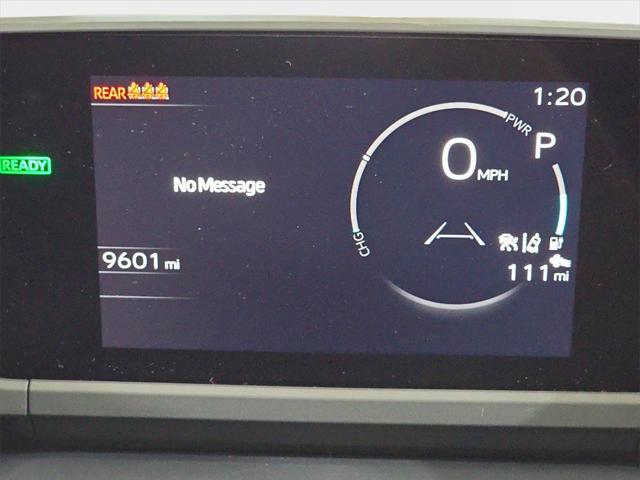 REAR
1:20
READY
PWR
P
0 MPH
No Message
CHG
9601 mi
111 mi